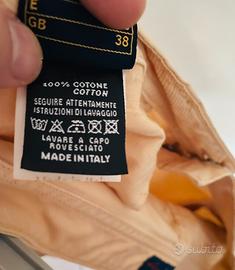 E
GB 38
100% COTONE
COTTON
SEGUIRE ATTENTAMENTE
ISTRUZIONI DI LAVAGGIO
LAVARE A CAPO
ROVESCIATO
MADE IN ITALY
subito